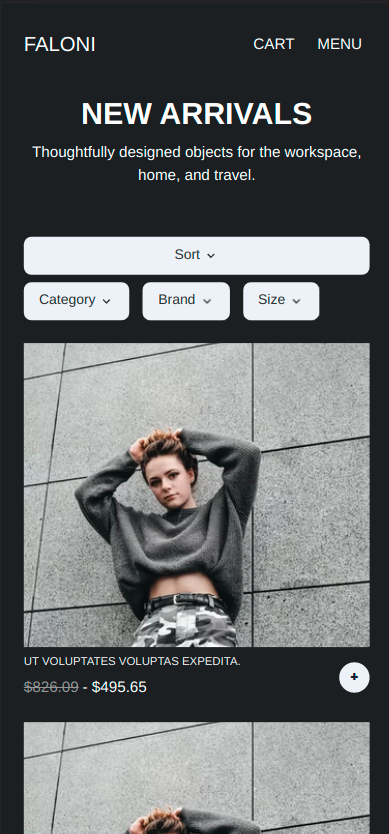 FALONI
CART MENU
NEW ARRIVALS
Thoughtfully designed objects for the workspace,
home, and travel.
Sort
Category Brand Size
UT VOLUPTATES VOLUPTAS EXPEDITA.
$826.09 - $495.65
+